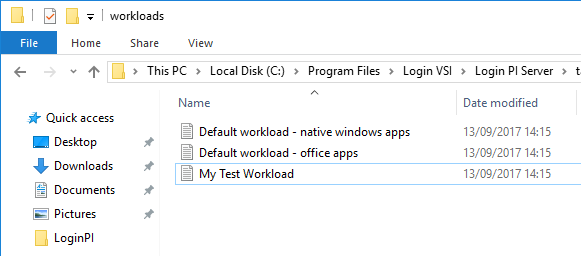 workloads
File Home Share View
This PC Local Disk (C:) Program Files Login VSI Login PI Server
Name Date modified
Quick access
Default workload - native windows apps 13/09/2017 14:15
Desktop
Default workload - office apps 13/09/2017 14:15
Downloads
My Test Workload 13/09/2017 14:15
Documents
Pictures
LoginPI